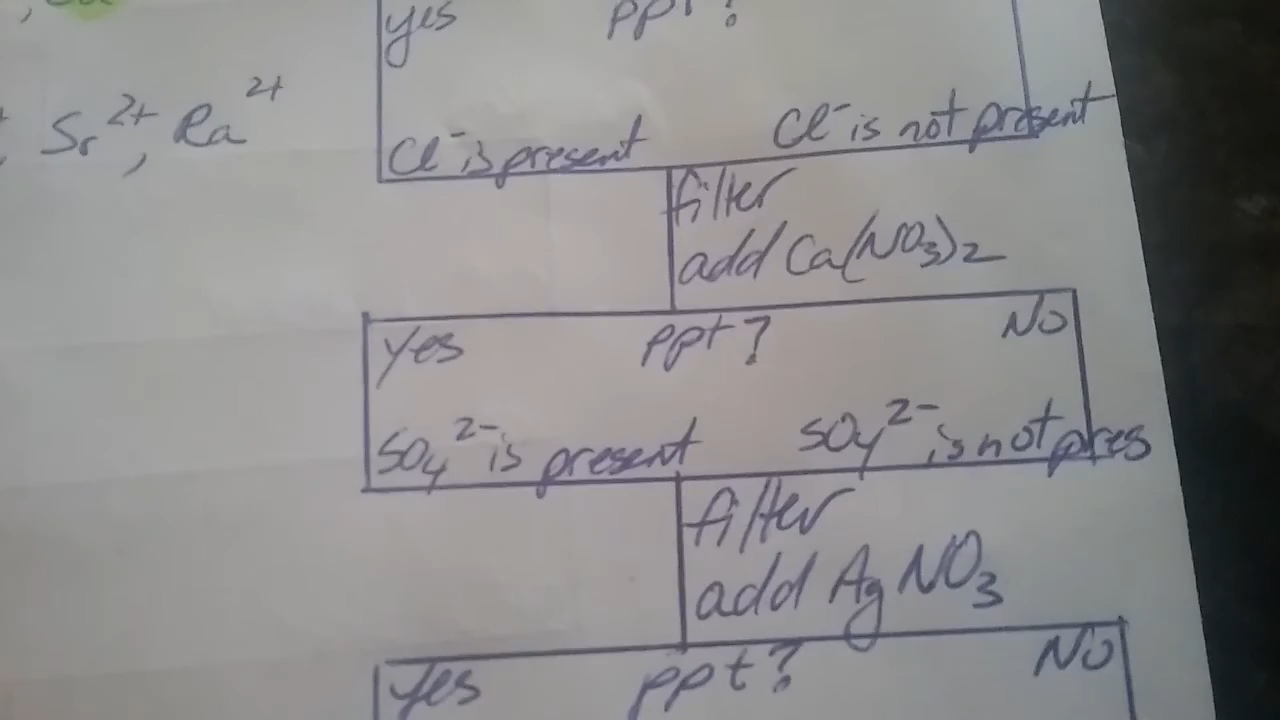 yes ppt?
Sr²⁺, Ra²⁺
Cl⁻ is present Cl⁻ is not present
filter
add Ca(NO₃)₂
Yes ppt? No
SO₄²⁻ is present SO₄²⁻ is not pres
filter
add AgNO₃
Yes ppt? No